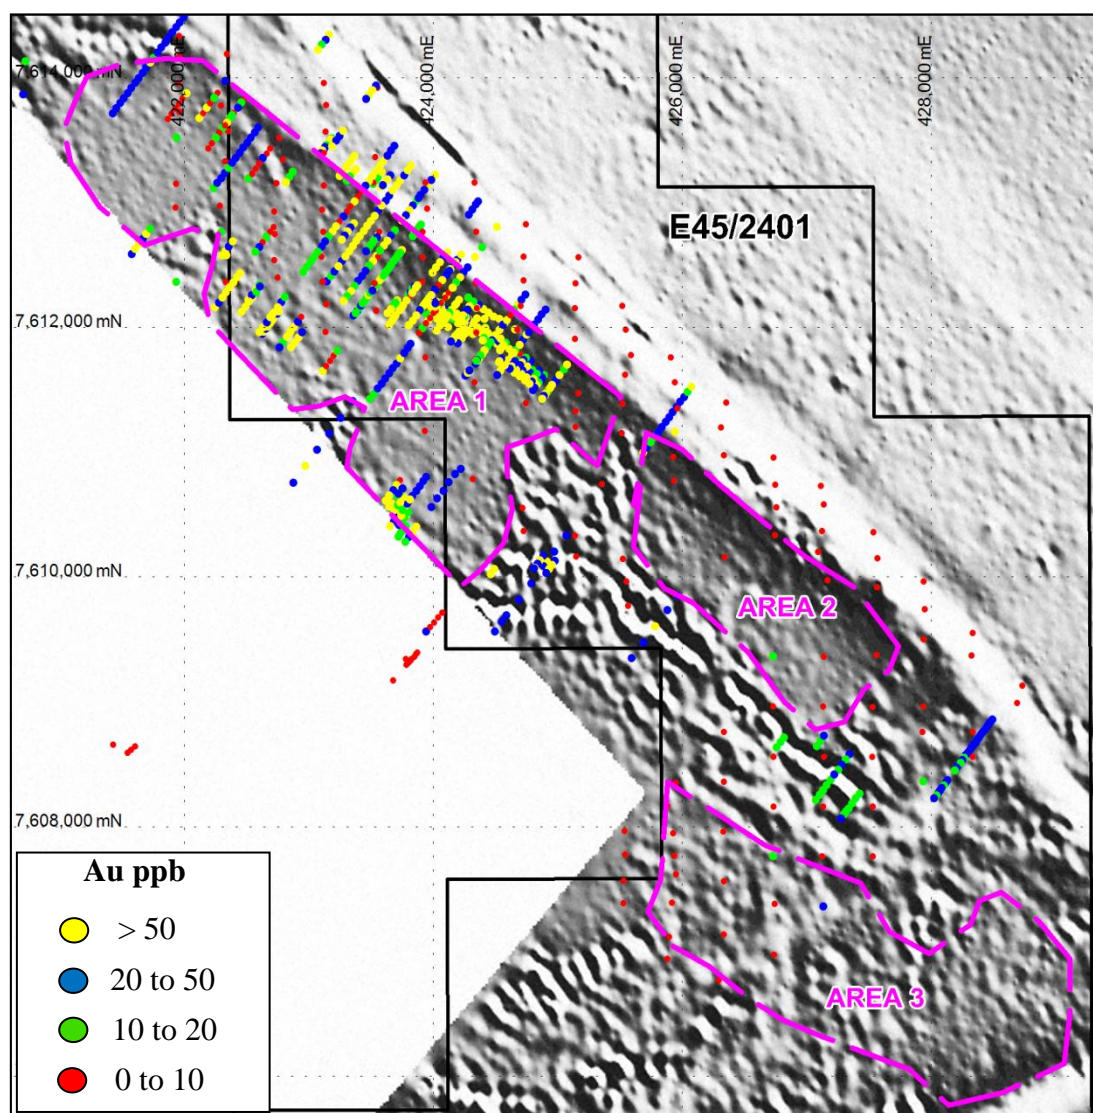 422,000 mE
424,000 mE
426,000 mE
428,000 mE
7,614,000 mN
E45/2401
7,612,000 mN
AREA 1
7,610,000 mN
AREA 2
7,608,000 mN
AREA 3
Au ppb
> 50
20 to 50
10 to 20
0 to 10